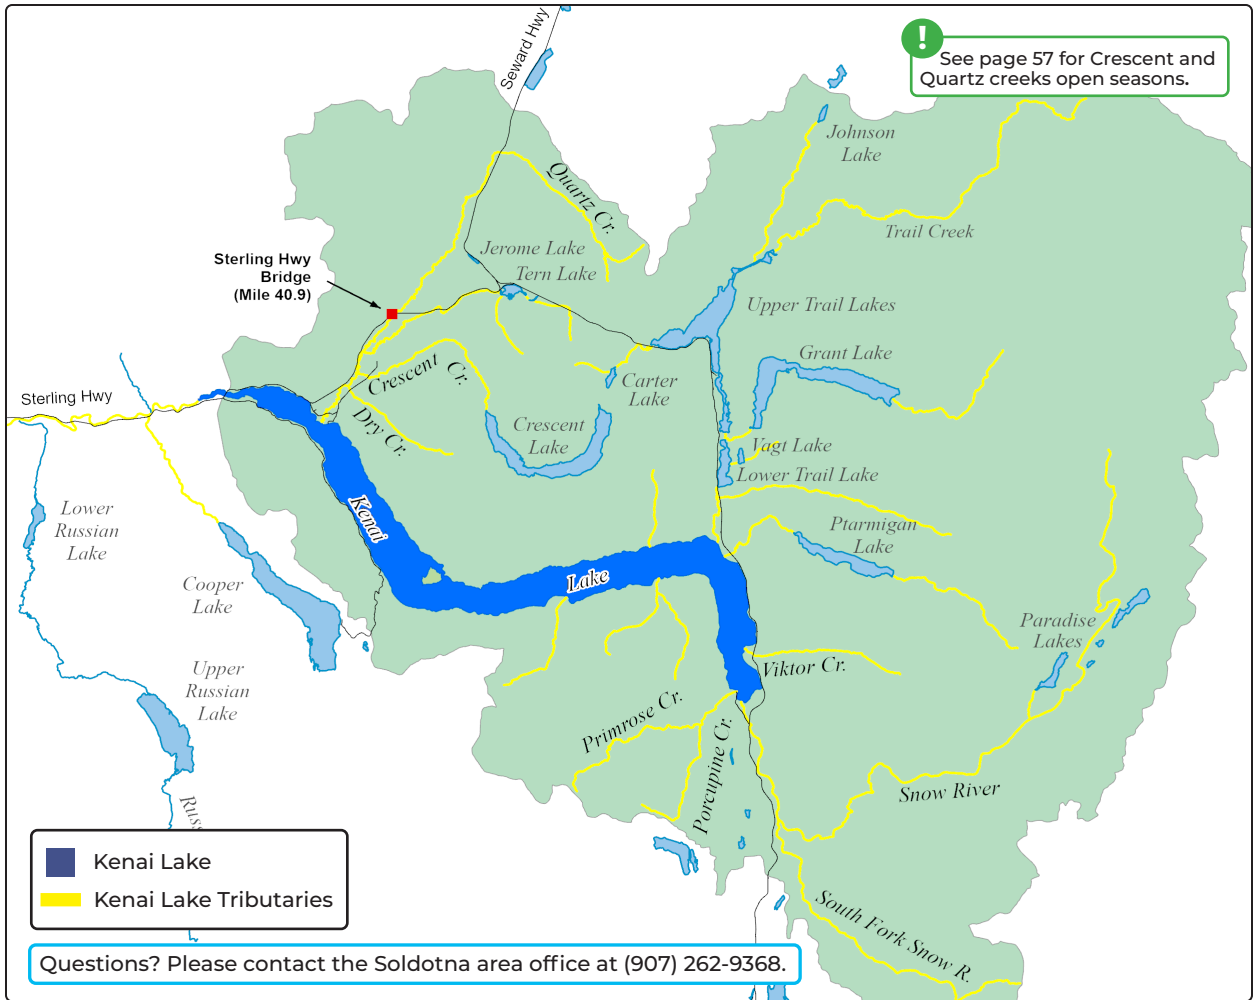 Seward Hwy
!
See page 57 for Crescent and
Quartz creeks open seasons.
Johnson
Lake
Quartz Cr.
Trail Creek
Jerome Lake
Tern Lake
Sterling Hwy
Bridge
(Mile 40.9)
Upper Trail Lakes
Grant Lake
Crescent Cr.
Carter
Lake
Sterling Hwy
Dry Cr.
Crescent
Lake
Vagt Lake
Lower Trail Lake
Lower
Russian
Lake
Kenai
Ptarmigan
Lake
Cooper
Lake
Lake
Paradise
Lakes
Upper
Russian
Lake
Viktor Cr.
Primrose Cr.
Porcupine Cr.
Snow River
Russ
Kenai Lake
Kenai Lake Tributaries
South Fork Snow R.
Questions? Please contact the Soldotna area office at (907) 262-9368.